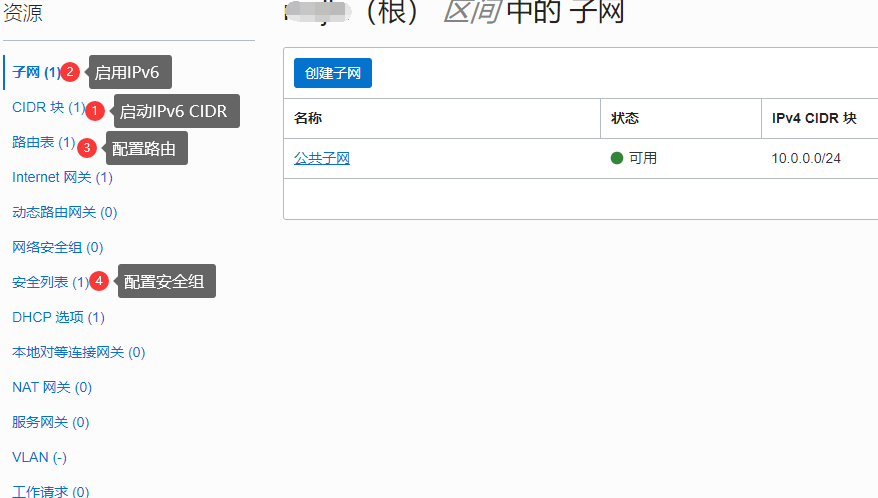 资源
子网 (1)
2
启用IPv6
CIDR 块 (1)
1
启动IPv6 CIDR
路由表 (1)
3
配置路由
Internet 网关 (1)
动态路由网关 (0)
网络安全组 (0)
安全列表 (1)
4
配置安全组
DHCP 选项 (1)
本地对等连接网关 (0)
NAT 网关 (0)
服务网关 (0)
VLAN (-)
工作请求 (0)
（根） 区间 中的 子网
创建子网
名称 状态 IPv4 CIDR 块
公共子网 可用 10.0.0.0/24